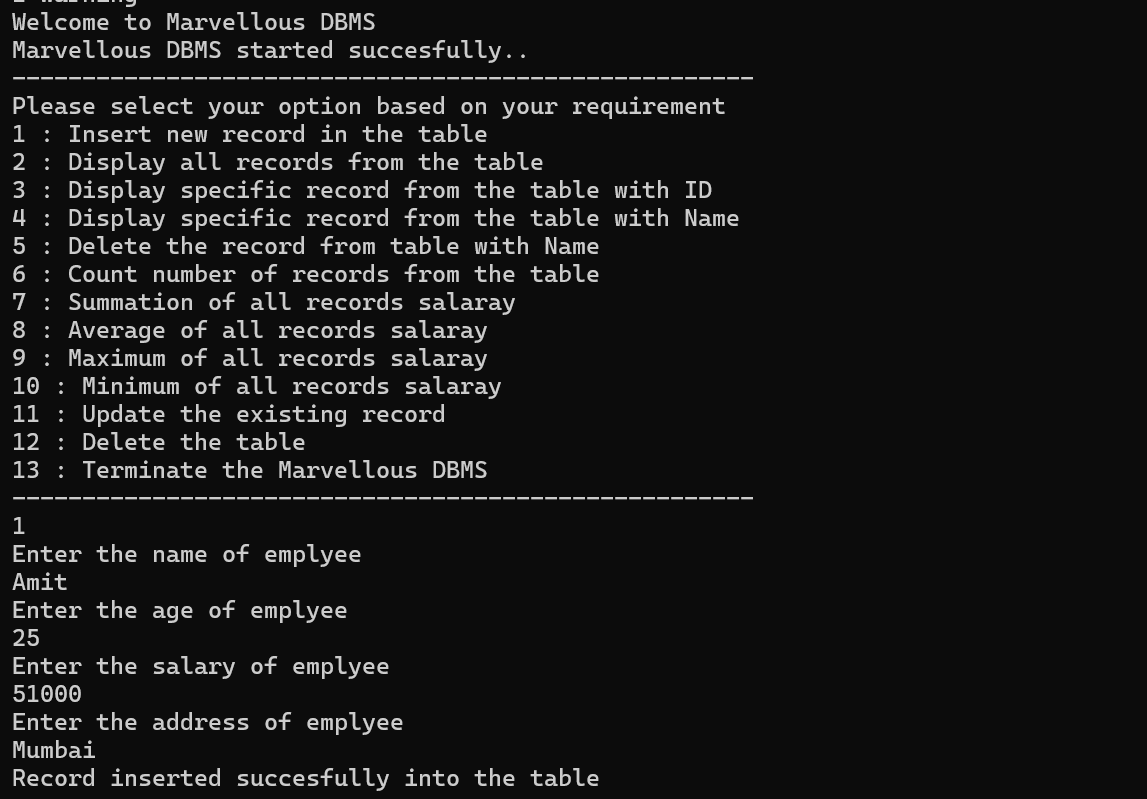 Welcome to Marvellous DBMS
Marvellous DBMS started succesfully..
-----------------------------------------------------
Please select your option based on your requirement
1 : Insert new record in the table
2 : Display all records from the table
3 : Display specific record from the table with ID
4 : Display specific record from the table with Name
5 : Delete the record from table with Name
6 : Count number of records from the table
7 : Summation of all records salaray
8 : Average of all records salaray
9 : Maximum of all records salaray
10 : Minimum of all records salaray
11 : Update the existing record
12 : Delete the table
13 : Terminate the Marvellous DBMS
-----------------------------------------------------
1
Enter the name of emplyee
Amit
Enter the age of emplyee
25
Enter the salary of emplyee
51000
Enter the address of emplyee
Mumbai
Record inserted succesfully into the table